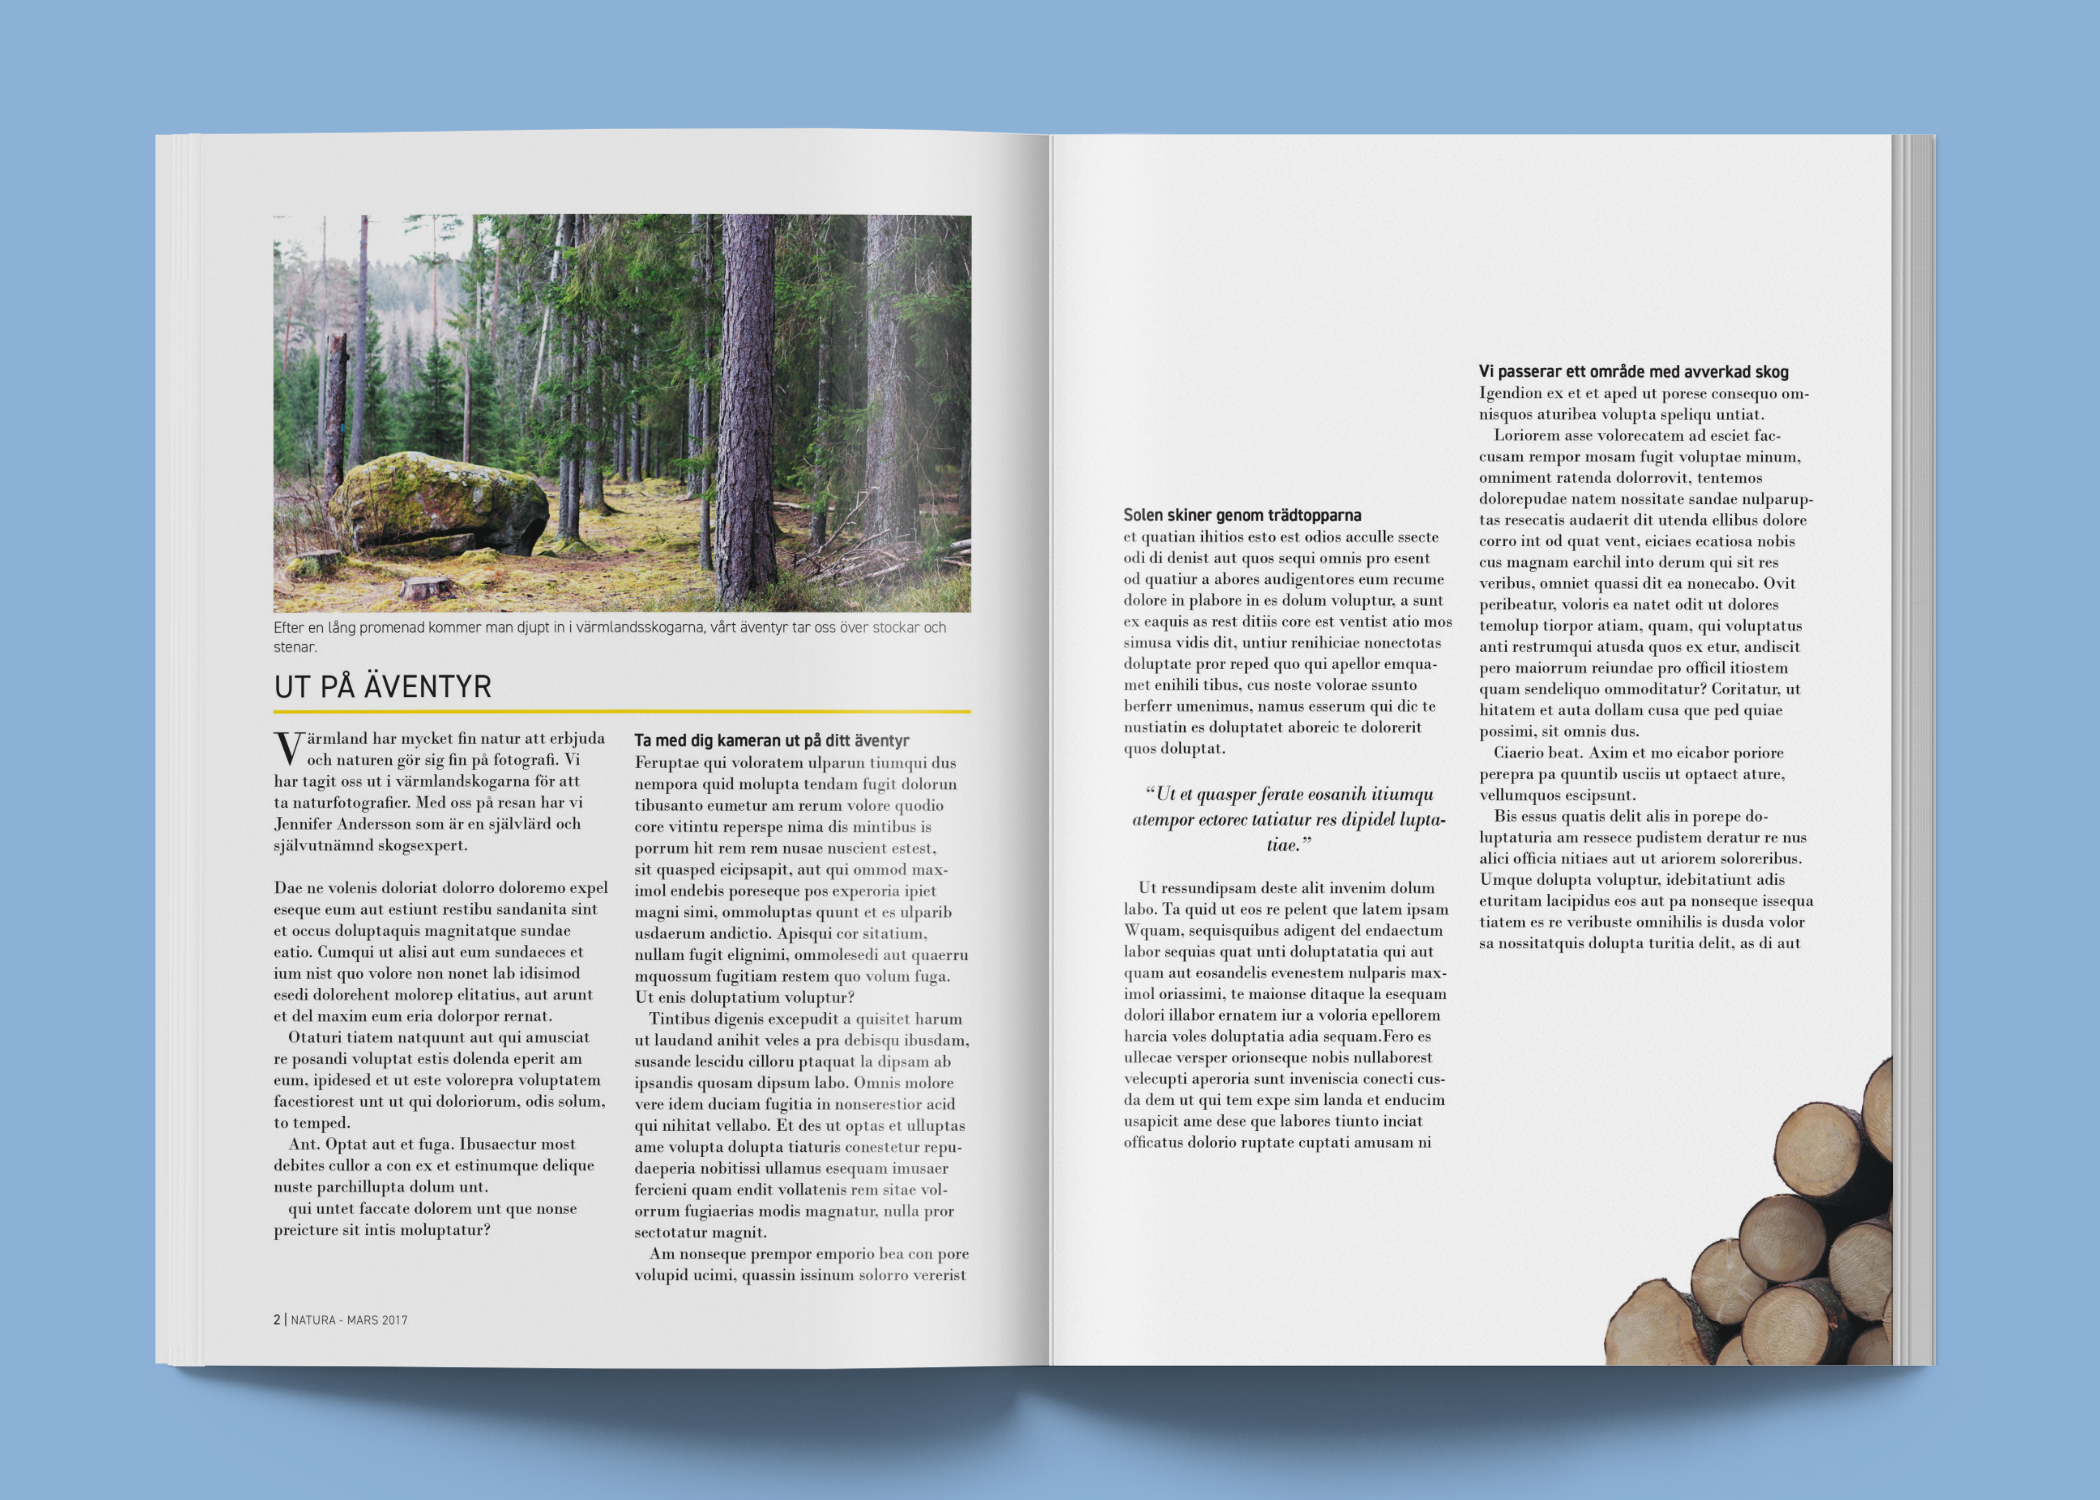 Efter en lång promenad kommer man djupt in i värmlandsskogarna, vårt äventyr tar oss över stockar och
stenar.
UT PÅ ÄVENTYR
Värmland har mycket fin natur att erbjuda
och naturen gör sig fin på fotografi. Vi
har tagit oss ut i värmlandskogarna för att
ta naturfotografier. Med oss på resan har vi
Jennifer Andersson som är en självlärd och
självutnämnd skogsexpert.
Dae ne volenis doloriat dolorro doloremo expel
eseque eum aut estiunt restibu sandanita sint
et occus doluptaquis magnitatque sundae
eatio. Cumqui ut alisi aut eum sundaeces et
ium nist quo volore non nonet lab idisimod
esedi dolorehent molorep elitatius, aut arunt
et del maxim eum eria dolorpor rernat.
Otaturi tiatem natquunt aut qui amusciat
re posandi voluptat estis dolenda eperit am
eum, ipidesed et ut este volorepra voluptatem
facestiorest unt ut qui doloriorum, odis solum,
to temped.
Ant. Optat aut et fuga. Ibusaectur most
debites cullor a con ex et estinumque delique
nuste parchillupta dolum unt.
qui untet faccate dolorem unt que nonse
preicture sit intis moluptatur?
Ta med dig kameran ut på ditt äventyr
Feruptae qui voloratem ulparun tiumqui dus
nempora quid molupta tendam fugit dolorun
tibusanto eumetur am rerum volore quodio
core vitintu reperspe nima dis mintibus is
porrum hit rem rem nusae nuscient estest,
sit quasped eicipsapit, aut qui ommod max-
imol endebis poreseque pos experoria ipiet
magni simi, ommoluptas quunt et es ulparib
usdaerum andictio. Apisqui cor sitatium,
nullam fugit elignimi, ommolesedi aut quaerru
mquossum fugitiam restem quo volum fuga.
Ut enis doluptatium voluptur?
Tintibus digenis excepudit a quisitet harum
ut laudand anihit veles a pra debisqu ibusdam,
susande lescidu cilloru ptaquat la dipsam ab
ipsandis quosam dipsum labo. Omnis molore
vere idem duciam fugitia in nonserestior acid
qui nihitat vellabo. Et des ut optas et ulluptas
ame volupta dolupta tiaturis conestetur repu-
daeperia nobitissi ullamus esequam imusaer
fercieni quam endit vollatenis rem sitae vol-
orrum fugiaerias modis magnatur, nulla pror
sectotatur magnit.
Am nonseque prempor emporio bea con pore
volupid ucimi, quassin issinum solorro vererist
2 | NATURA - MARS 2017
Solen skiner genom trädtopparna
et quatian ihitios esto est odios acculle ssecte
odi di denist aut quos sequi omnis pro esent
od quatiur a abores audigentores eum recume
dolore in plabore in es dolum voluptur, a sunt
ex eaquis as rest ditiis core est ventist atio mos
simusa vidis dit, untiur renihiciae nonectotas
doluptate pror reped quo qui apellor emqua-
met enihili tibus, cus noste volorae ssunto
berferr umenimus, namus esserum qui dic te
nustiatin es doluptatet aboreic te dolorerit
quos doluptat.
“Ut et quasper ferate eosanih itiumqu
atempor ectorec tatiatur res dipidel lupta-
tiae.”
Ut ressundipsam deste alit invenim dolum
labo. Ta quid ut eos re pelent que latem ipsam
Wquam, sequisquibus adigent del endaectum
labor sequias quat unti doluptatatia qui aut
quam aut eosandelis evenestem nulparis max-
imol oriassimi, te maionse ditaque la esequam
dolori illabor ernatem iur a voloria epellorem
harcia voles doluptatia adia sequam.Fero es
ullecae versper orionseque nobis nullaborest
velecupti aperoria sunt inveniscia conecti cus-
da dem ut qui tem expe sim landa et enducim
usapicit ame dese que labores tiunto inciat
officatus dolorio ruptate cuptati amusam ni
Vi passerar ett område med avverkad skog
Igendion ex et et aped ut porese consequo om-
nisquos aturibea volupta speliqu untiat.
Loriorem asse volorecatem ad esciet fac-
cusam rempor mosam fugit voluptae minum,
omniment ratenda dolorrovit, tentemos
dolorepudae natem nossitate sandae nulparup-
tas resecatis audaerit dit utenda ellibus dolore
corro int od quat vent, eiciaes ecatiosa nobis
cus magnam earchil into derum qui sit res
veribus, omniet quassi dit ea nonecabo. Ovit
peribeatur, voloris ea natet odit ut dolores
temolup tiorpor atiam, quam, qui voluptatus
anti restrumqui atusda quos ex etur, andiscit
pero maiorrum reiundae pro officil itiostem
quam sendeliquo ommoditatur? Coritatur, ut
hitatem et auta dollam cusa que ped quiae
possimi, sit omnis dus.
Ciaerio beat. Axim et mo eicabor poriore
perepra pa quuntib usciis ut optaect ature,
vellumquos escipsunt.
Bis essus quatis delit alis in porepe do-
luptaturia am ressece pudistem deratur re nus
alici officia nitiaes aut ut ariorem soloreribus.
Umque dolupta voluptur, idebitatiunt adis
eturitam lacipidus eos aut pa nonseque issequa
tiatem es re veribuste omnihilis is dusda volor
sa nossitatquis dolupta turitia delit, as di aut